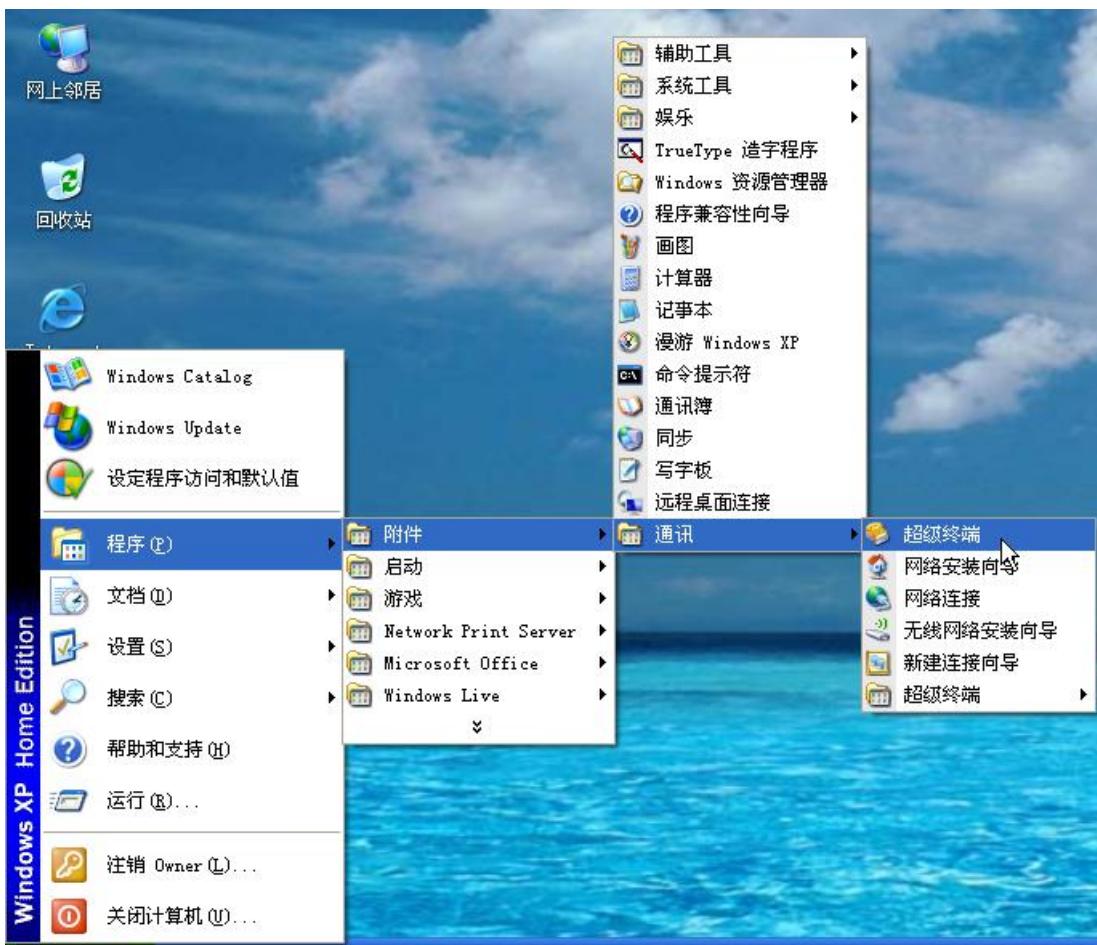 网上邻居
回收站
Windows Catalog
Windows Update
设定程序访问和默认值
程序(P)
文档(D)
设置(S)
搜索(C)
帮助和支持(H)
运行(R)...
注销 Owner(L)...
关闭计算机(U)...
Windows XP Home Edition
附件
启动
游戏
Network Print Server
Microsoft Office
Windows Live
辅助工具
系统工具
娱乐
TrueType 造字程序
Windows 资源管理器
程序兼容性向导
画图
计算器
记事本
漫游 Windows XP
命令提示符
通讯簿
同步
写字板
远程桌面连接
通讯
超级终端
网络安装向导
网络连接
无线网络安装向导
新建连接向导
超级终端